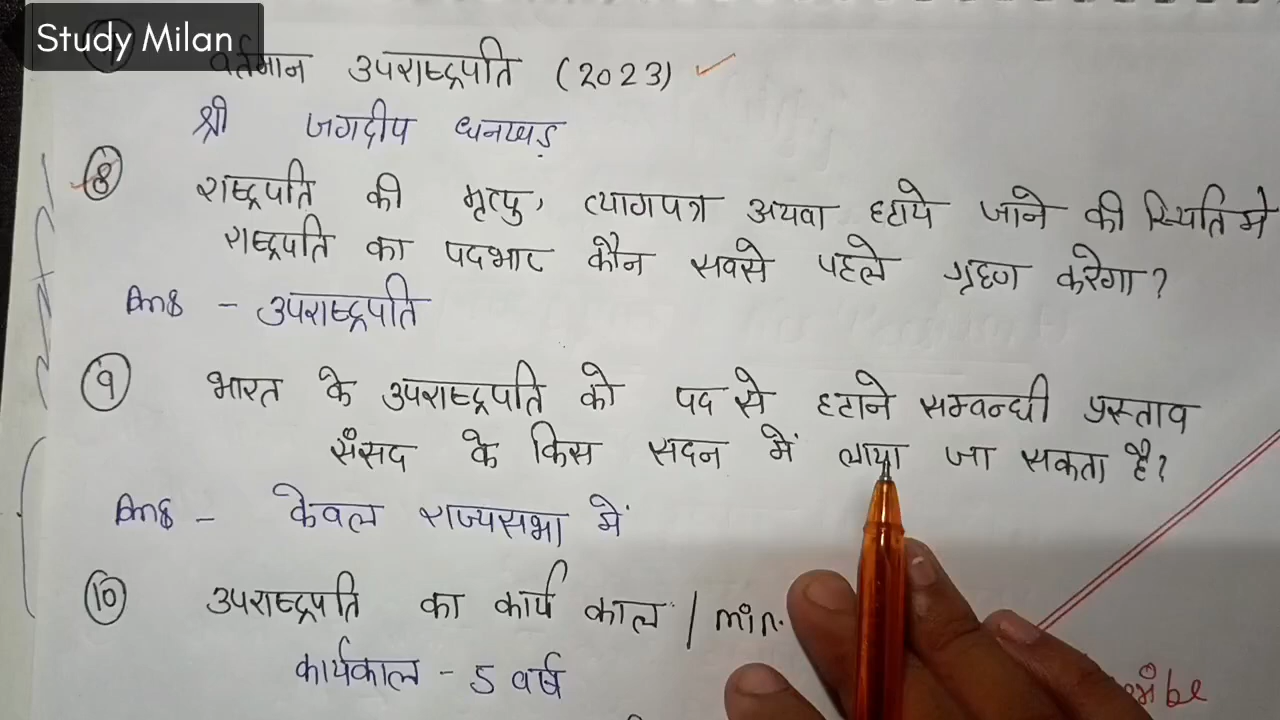 Study Milan
वर्तमान उपराष्ट्रपति (2023)
श्री जगदीप धनखड़
8 राष्ट्रपति की मृत्यु, त्यागपत्र अथवा हटाये जाने की स्थिति मे
राष्ट्रपति का पदभार कौन सबसे पहले ग्रहण करेगा?
Ans - उपराष्ट्रपति
9 भारत के उपराष्ट्रपति को पद से हटाने सम्बन्धी प्रस्ताव
संसद के किस सदन में लाया जा सकता है?
Ans - केवल राज्यसभा में
10 उपराष्ट्रपति का कार्य काल / min.
कार्यकाल - 5 वर्ष